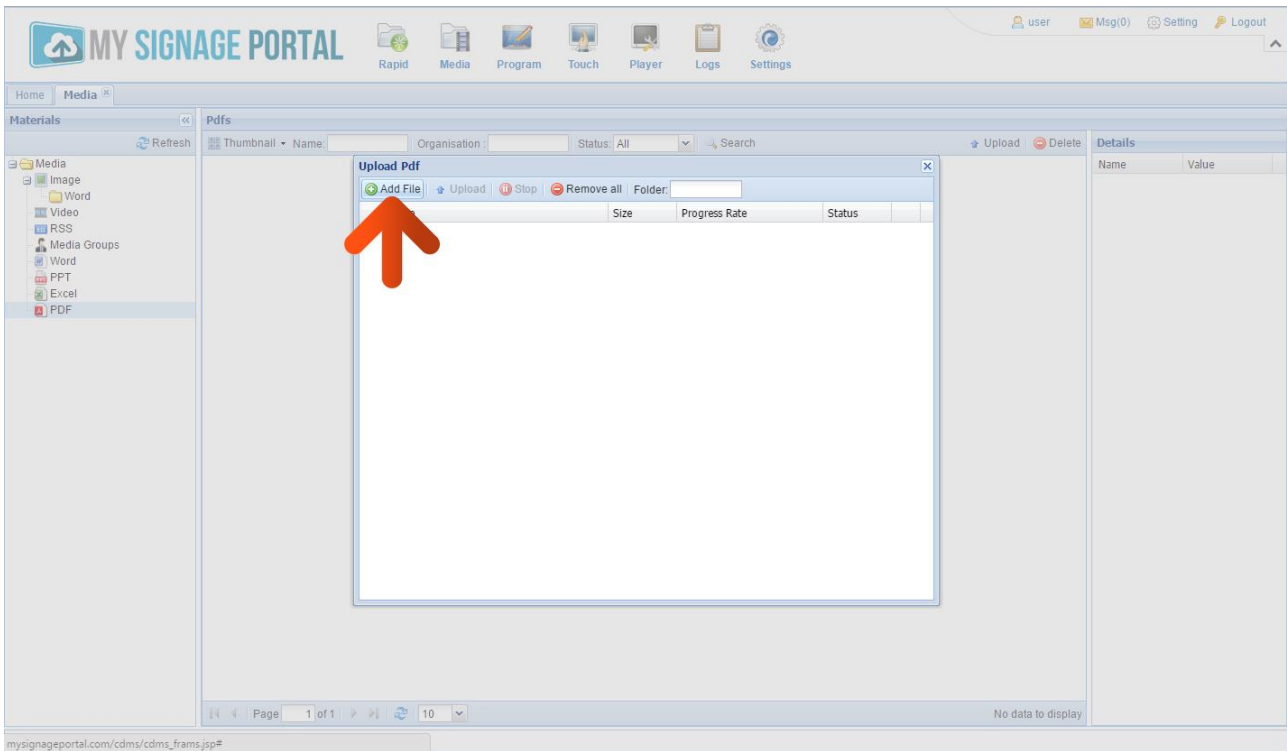 user Msg(0) Setting Logout
MY SIGNAGE PORTAL
Rapid Media Program Touch Player Logs Settings
Home Media
Materials
Refresh
Media
Image
Word
Video
RSS
Media Groups
Word
PPT
Excel
PDF
Pdfs
Thumbnail Name: Organisation : Status: All Search Upload Delete
Upload Pdf
Add File Upload Stop Remove all Folder:
Size Progress Rate Status
Details
Name Value
Page 1 of 1 10 No data to display
mysignageportal.com/cdms/cdms_frams.jsp#